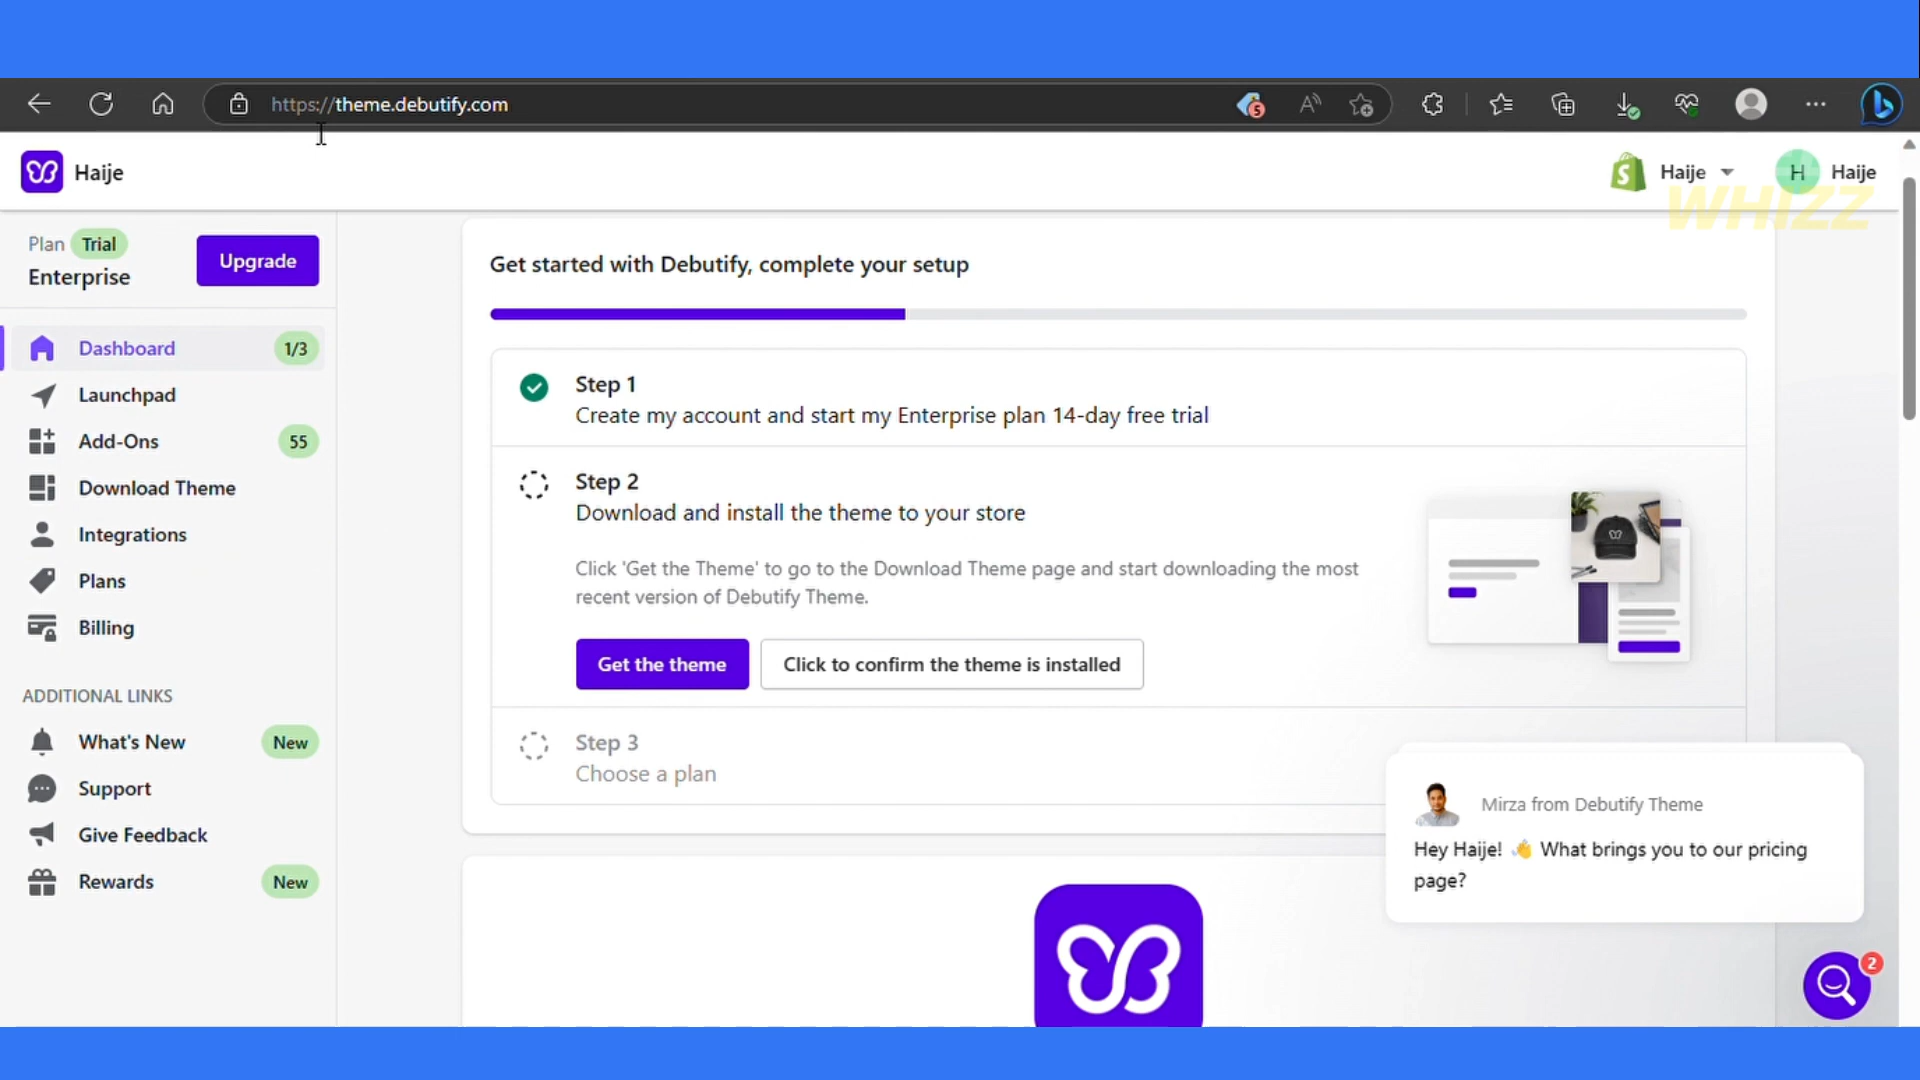 https://theme.debutify.com
5
Haije
Haije
H
Haije
WHIZZ
Plan Trial
Enterprise
Upgrade
Dashboard 1/3
Launchpad
Add-Ons 55
Download Theme
Integrations
Plans
Billing
ADDITIONAL LINKS
What's New New
Support
Give Feedback
Rewards New
Get started with Debutify, complete your setup
Step 1
Create my account and start my Enterprise plan 14-day free trial
Step 2
Download and install the theme to your store
Click 'Get the Theme' to go to the Download Theme page and start downloading the most
recent version of Debutify Theme.
Get the theme
Click to confirm the theme is installed
Step 3
Choose a plan
Mirza from Debutify Theme
Hey Haije! 👋 What brings you to our pricing
page?
2